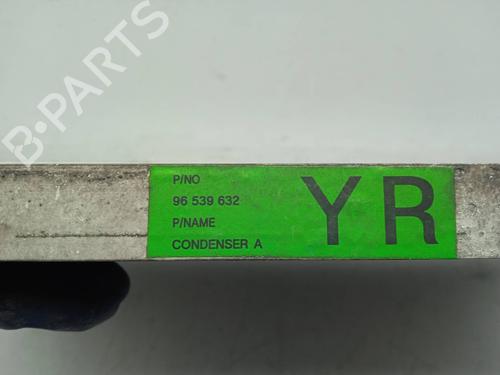 B-PARTS
P/NO
96 539 632
P/NAME
CONDENSER A
YR